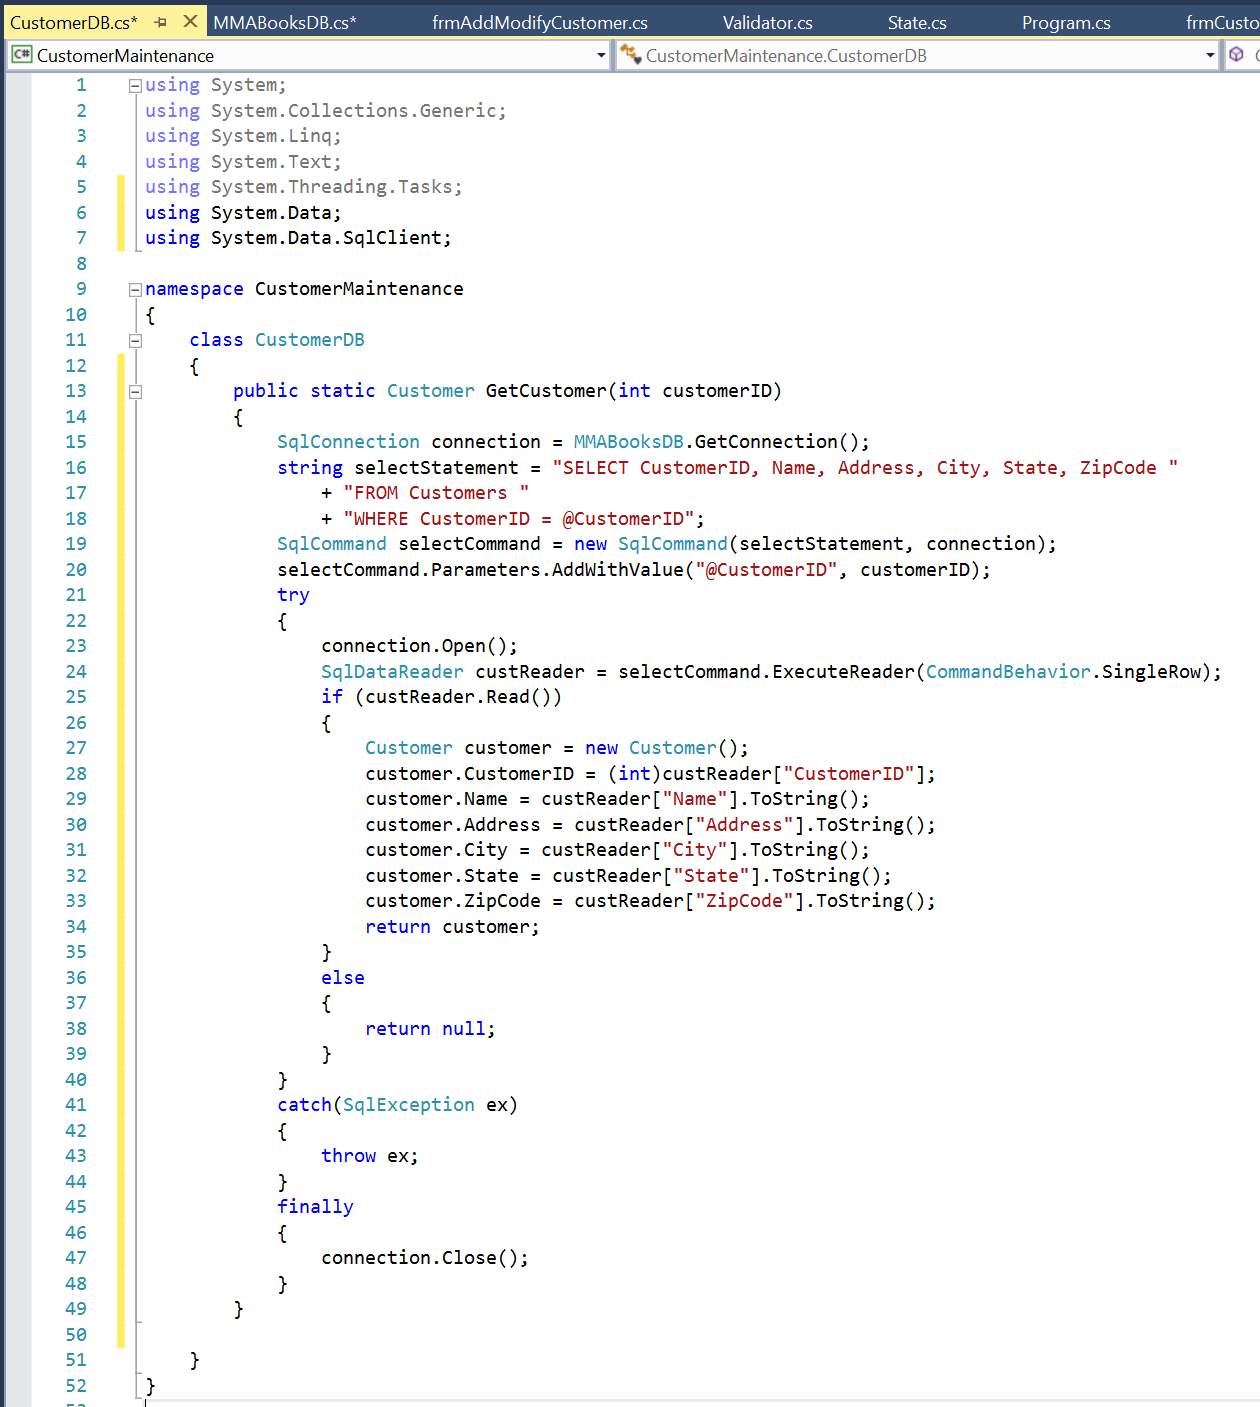 CustomerDB.cs* MMABooksDB.cs* frmAddModifyCustomer.cs Validator.cs State.cs Program.cs frmCusto
C# CustomerMaintenance CustomerMaintenance.CustomerDB
1 using System;
2 using System.Collections.Generic;
3 using System.Linq;
4 using System.Text;
5 using System.Threading.Tasks;
6 using System.Data;
7 using System.Data.SqlClient;
8
9 namespace CustomerMaintenance
10 {
11 class CustomerDB
12 {
13 public static Customer GetCustomer(int customerID)
14 {
15 SqlConnection connection = MMABooksDB.GetConnection();
16 string selectStatement = "SELECT CustomerID, Name, Address, City, State, ZipCode "
17 + "FROM Customers "
18 + "WHERE CustomerID = @CustomerID";
19 SqlCommand selectCommand = new SqlCommand(selectStatement, connection);
20 selectCommand.Parameters.AddWithValue("@CustomerID", customerID);
21 try
22 {
23 connection.Open();
24 SqlDataReader custReader = selectCommand.ExecuteReader(CommandBehavior.SingleRow);
25 if (custReader.Read())
26 {
27 Customer customer = new Customer();
28 customer.CustomerID = (int)custReader["CustomerID"];
29 customer.Name = custReader["Name"].ToString();
30 customer.Address = custReader["Address"].ToString();
31 customer.City = custReader["City"].ToString();
32 customer.State = custReader["State"].ToString();
33 customer.ZipCode = custReader["ZipCode"].ToString();
34 return customer;
35 }
36 else
37 {
38 return null;
39 }
40 }
41 catch(SqlException ex)
42 {
43 throw ex;
44 }
45 finally
46 {
47 connection.Close();
48 }
49 }
50
51 }
52 }